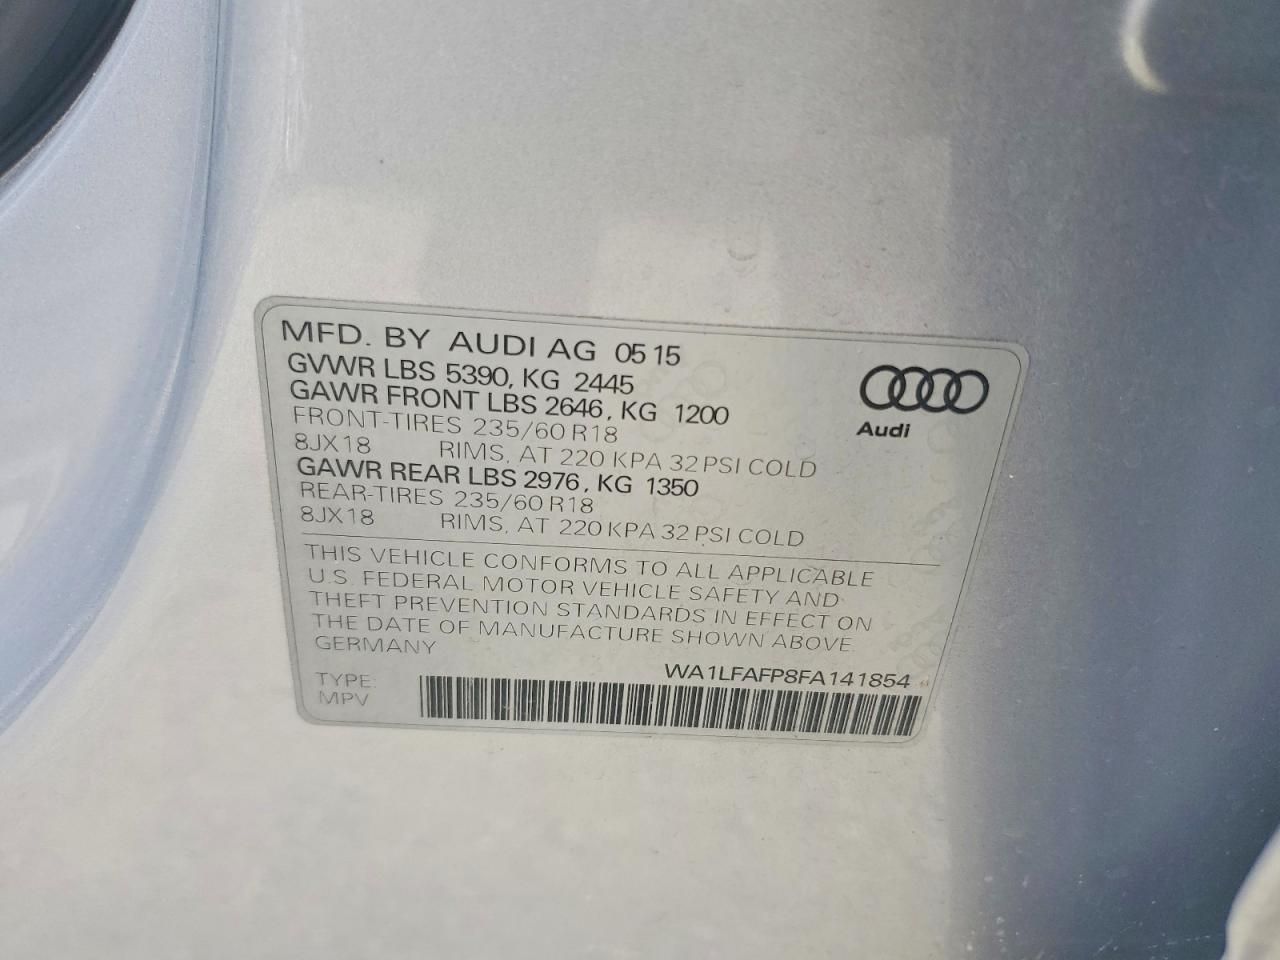 MFD. BY AUDI AG 05 15
GVWR LBS 5390, KG 2445
GAWR FRONT LBS 2646, KG 1200
FRONT-TIRES 235/60 R18
8JX18 RIMS, AT 220 KPA 32 PSI COLD
GAWR REAR LBS 2976, KG 1350
REAR-TIRES 235/60 R18
8JX18 RIMS, AT 220 KPA 32 PSI COLD
Audi
THIS VEHICLE CONFORMS TO ALL APPLICABLE
U.S. FEDERAL MOTOR VEHICLE SAFETY AND
THEFT PREVENTION STANDARDS IN EFFECT ON
THE DATE OF MANUFACTURE SHOWN ABOVE.
GERMANY
WA1LFAFP8FA141854
TYPE:
MPV